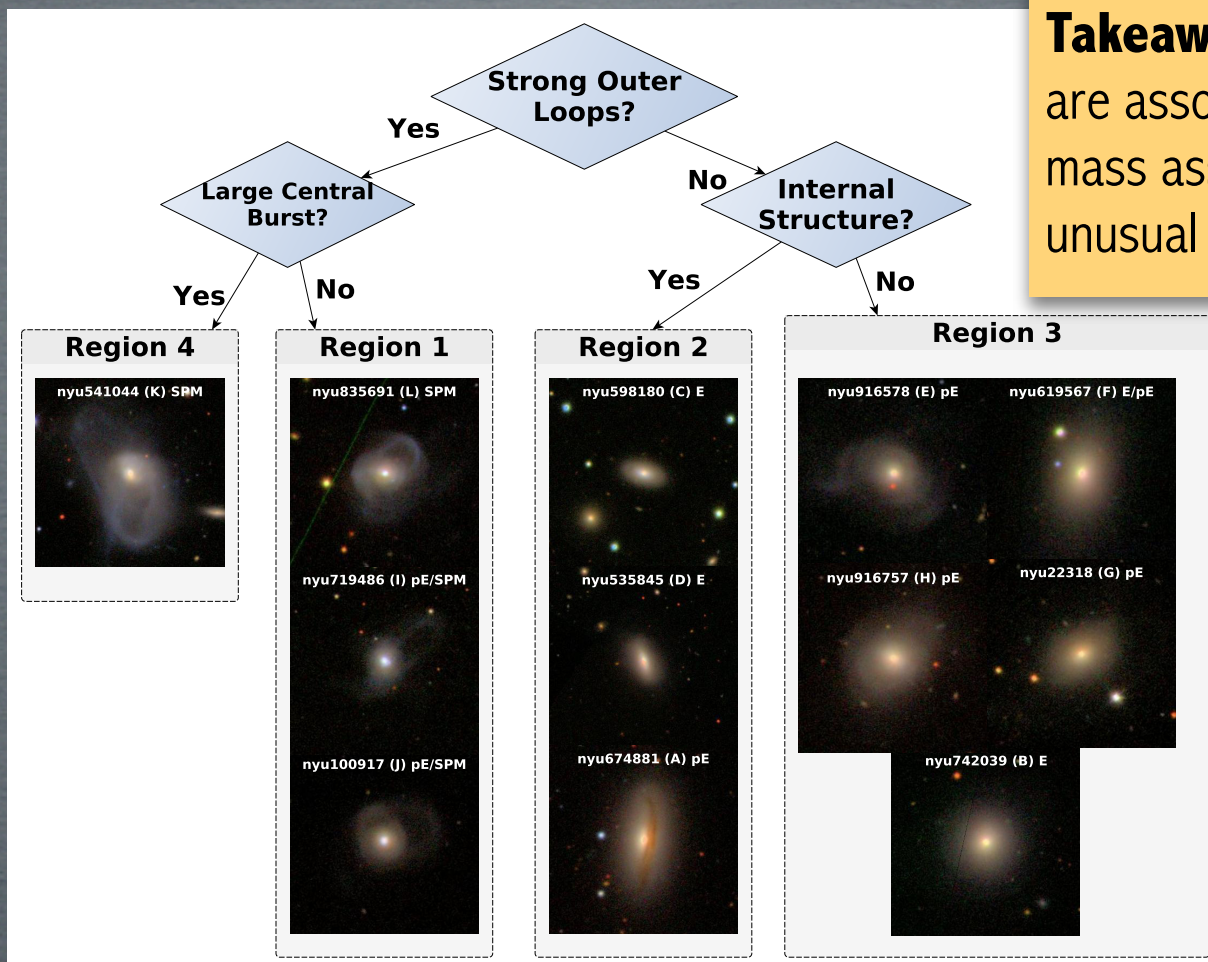 Takeaw
are asso
mass as
unusual
Strong Outer
Loops?
Yes
No
Large Central
Burst?
Internal
Structure?
Yes
No
Yes
No
Region 4
nyu541044 (K) SPM
Region 1
nyu835691 (L) SPM
nyu719486 (I) pE/SPM
nyu100917 (J) pE/SPM
Region 2
nyu598180 (C) E
nyu535845 (D) E
nyu674881 (A) pE
Region 3
nyu916578 (E) pE
nyu619567 (F) E/pE
nyu916757 (H) pE
nyu22318 (G) pE
nyu742039 (B) E